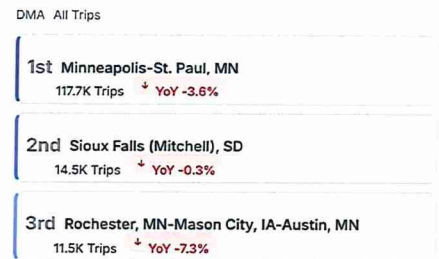 DMA All Trips
1st Minneapolis-St. Paul, MN
117.7K Trips ↓ YoY -3.6%
2nd Sioux Falls (Mitchell), SD
14.5K Trips ↓ YoY -0.3%
3rd Rochester, MN-Mason City, IA-Austin, MN
11.5K Trips ↓ YoY -7.3%